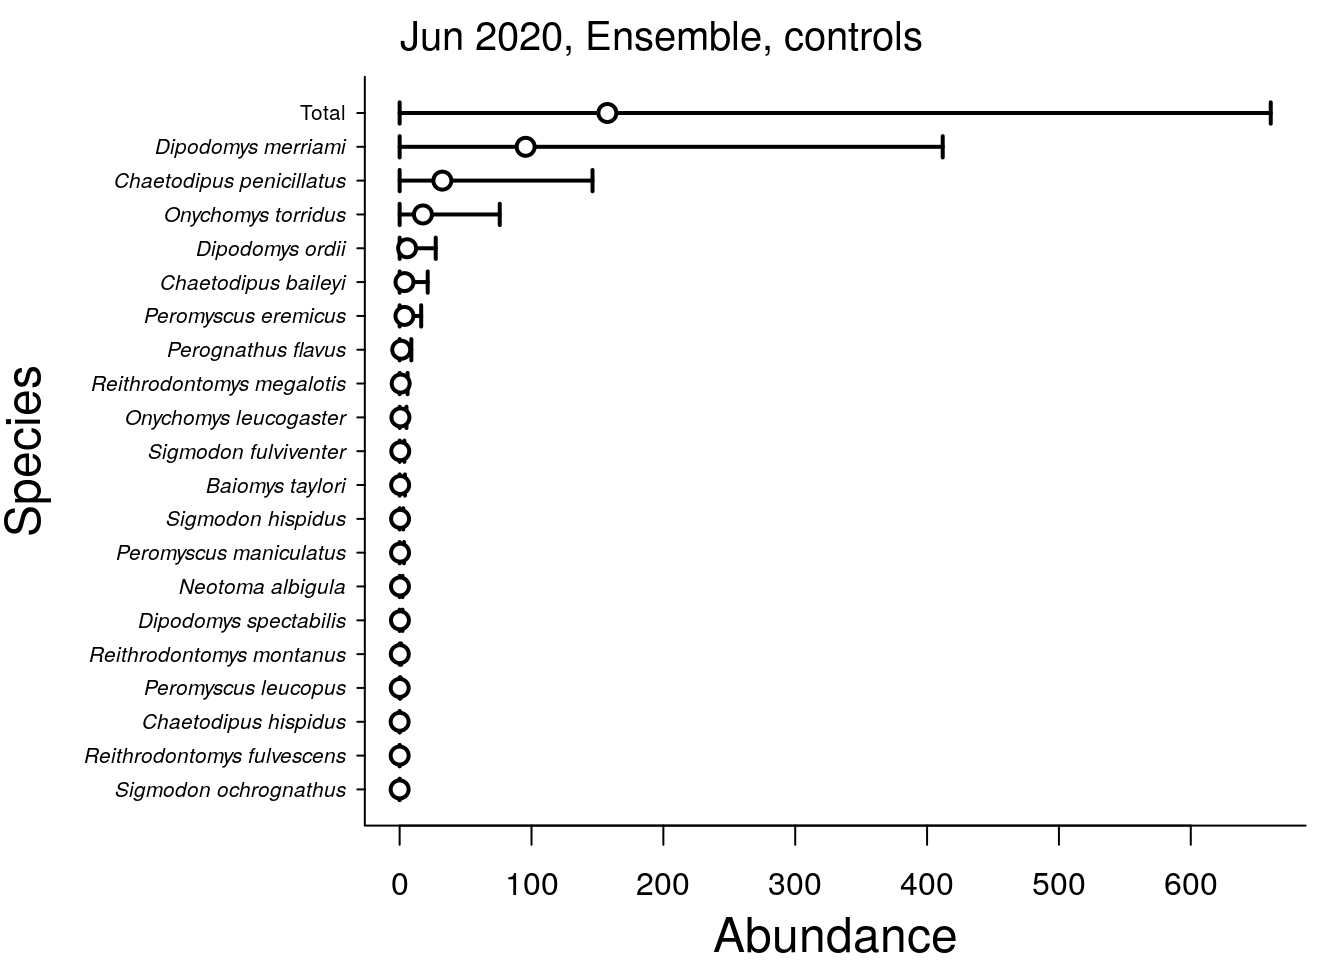 Jun 2020, Ensemble, controls
Total
Dipodomys merriami
Chaetodipus penicillatus
Onychomys torridus
Dipodomys ordii
Chaetodipus baileyi
Peromyscus eremicus
Perognathus flavus
Reithrodontomys megalotis
Onychomys leucogaster
Sigmodon fulviventer
Baiomys taylori
Sigmodon hispidus
Peromyscus maniculatus
Neotoma albigula
Dipodomys spectabilis
Reithrodontomys montanus
Peromyscus leucopus
Chaetodipus hispidus
Reithrodontomys fulvescens
Sigmodon ochrognathus
Species
0 100 200 300 400 500 600
Abundance